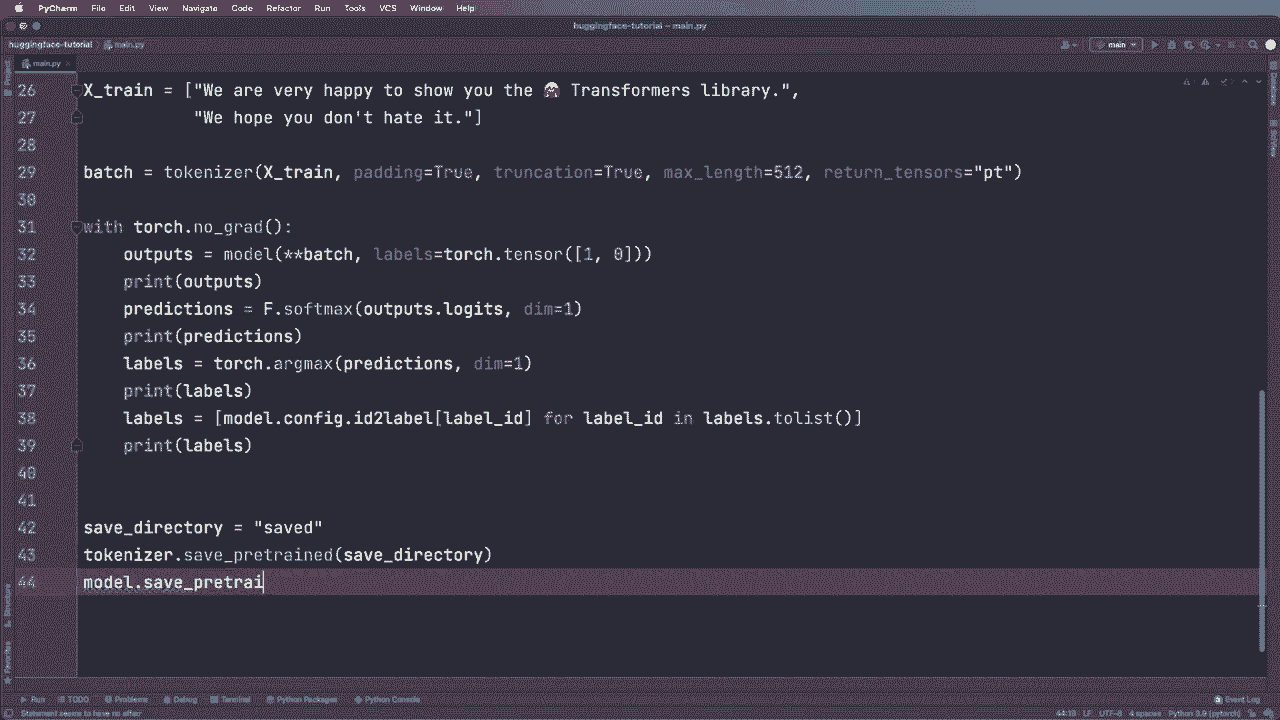 PyCharm File Edit View Navigate Code Refactor Run Tools VCS Window Help
huggingface-tutorial – main.py
huggingface-tutorial main.py
main
main.py
Project
26 X_train = ["We are very happy to show you the 🤗 Transformers library.",
27 "We hope you don't hate it."]
28
29 batch = tokenizer(X_train, padding=True, truncation=True, max_length=512, return_tensors="pt")
30
31 with torch.no_grad():
32 outputs = model(**batch, labels=torch.tensor([1, 0]))
33 print(outputs)
34 predictions = F.softmax(outputs.logits, dim=1)
35 print(predictions)
36 labels = torch.argmax(predictions, dim=1)
37 print(labels)
38 labels = [model.config.id2label[label_id] for label_id in labels.tolist()]
39 print(labels)
40
41
42 save_directory = "saved"
43 tokenizer.save_pretrained(save_directory)
44 model.save_pretrai
Database
SciView
Structure
Favorites
Run TODO Problems Debug Terminal Python Packages Python Console Event Log
Statement seems to have no effect 44:19 LF UTF-8 4 spaces Python 3.9 (pytorch)